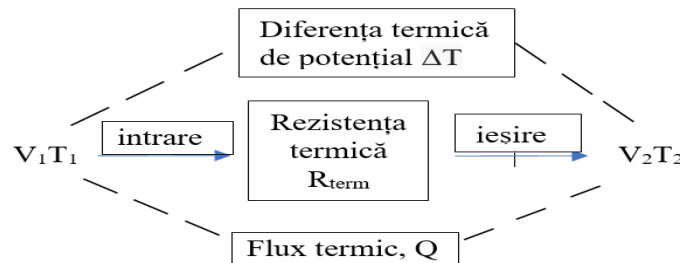 Diferența termică
de potențial ΔT
V₁T₁
intrare
Rezistența
termică
Rterm
ieșire
V₂T₂
Flux termic, Q